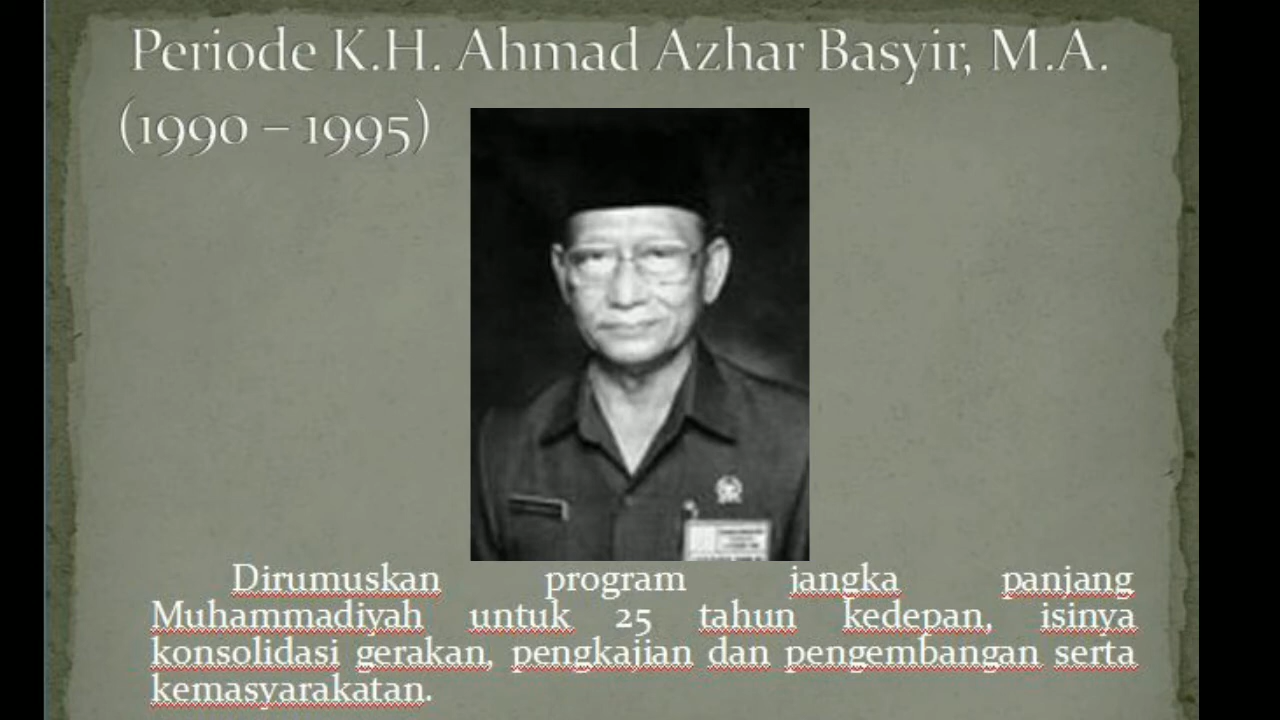 Periode K.H. Ahmad Azhar Basyir, M.A.
(1990 – 1995)
Dirumuskan program jangka panjang
Muhammadiyah untuk 25 tahun kedepan, isinya
konsolidasi gerakan, pengkajian dan pengembangan serta
kemasyarakatan.